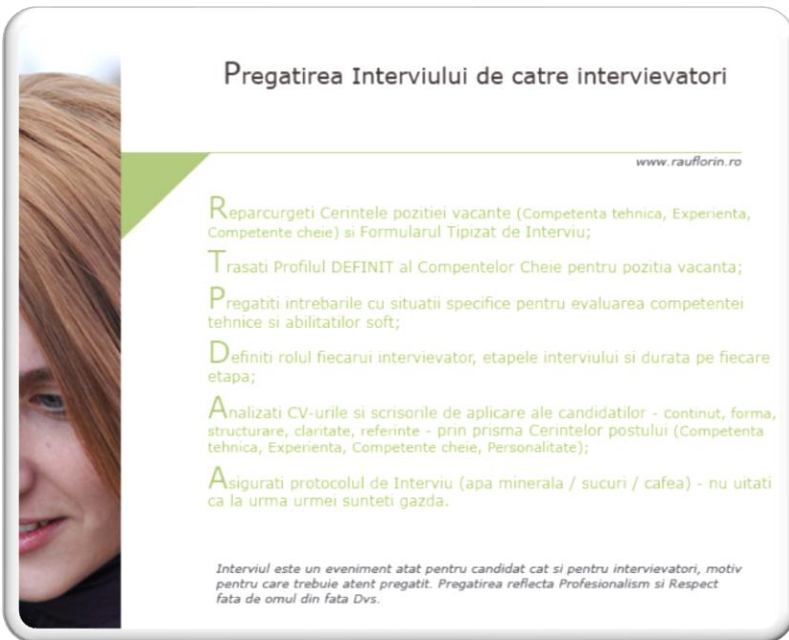 Pregatirea Interviului de catre intervievatori
www.rauflorin.ro
Reparcurgeti Cerintele pozitiei vacante (Competenta tehnica, Experienta,
Competente cheie) si Formularul Tipizat de Interviu;
Trasati Profilul DEFINIT al Compentelor Cheie pentru pozitia vacanta;
Pregatiti intrebarile cu situatii specifice pentru evaluarea competentei
tehnice si abilitatilor soft;
Definiti rolul fiecarui intervievator, etapele interviului si durata pe fiecare
etapa;
Analizati CV-urile si scrisorile de aplicare ale candidatilor - continut, forma,
structurare, claritate, referinte - prin prisma Cerintelor postului (Competenta
tehnica, Experienta, Competente cheie, Personalitate);
Asigurati protocolul de Interviu (apa minerala / sucuri / cafea) - nu uitati
ca la urma urmei sunteti gazda.
Interviul este un eveniment atat pentru candidat cat si pentru intervievatori, motiv
pentru care trebuie atent pregatit. Pregatirea reflecta Profesionalism si Respect
fata de omul din fata Dvs.